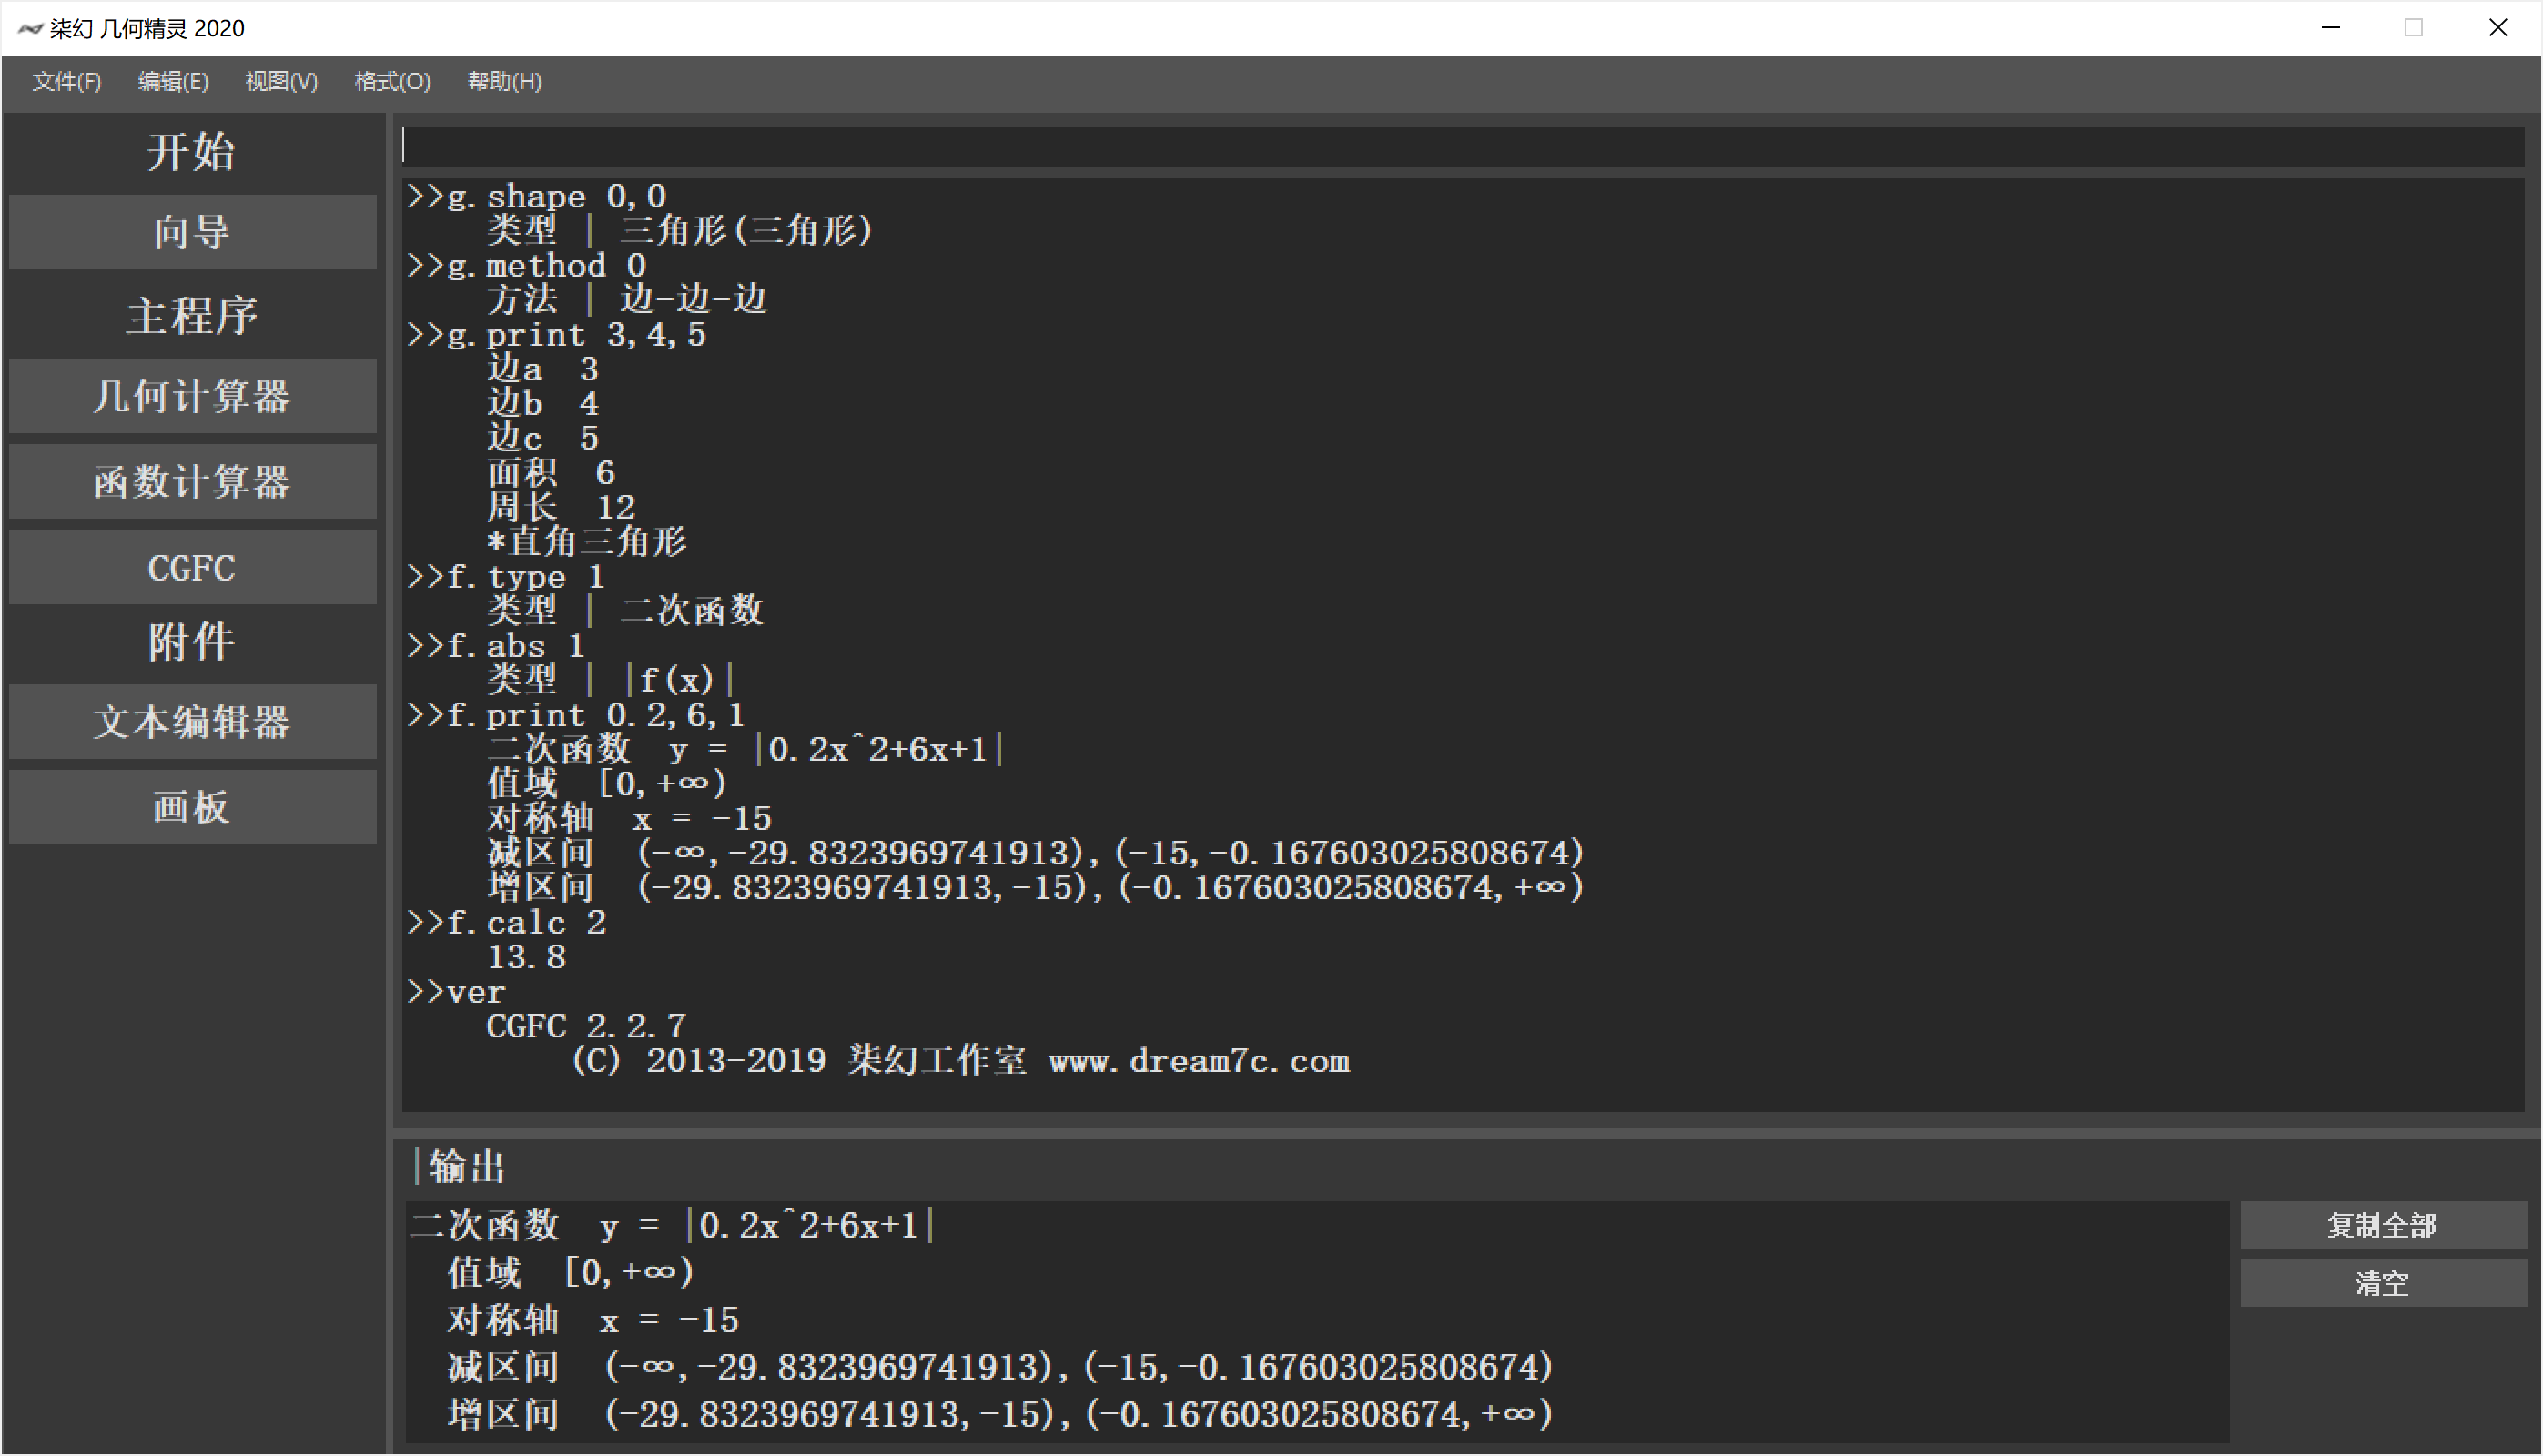 柒幻 几何精灵 2020
文件(F) 编辑(E) 视图(V) 格式(O) 帮助(H)
开始
向导
主程序
几何计算器
函数计算器
CGFC
附件
文本编辑器
画板
>>g.shape 0,0
类型 | 三角形(三角形)
>>g.method 0
方法 | 边-边-边
>>g.print 3,4,5
边a 3
边b 4
边c 5
面积 6
周长 12
*直角三角形
>>f.type 1
类型 | 二次函数
>>f.abs 1
类型 | |f(x)|
>>f.print 0.2,6,1
二次函数 y = |0.2x^2+6x+1|
值域 [0,+∞)
对称轴 x = -15
减区间 (-∞,-29.8323969741913),(-15,-0.167603025808674)
增区间 (-29.8323969741913,-15),(-0.167603025808674,+∞)
>>f.calc 2
13.8
>>ver
CGFC 2.2.7
(C) 2013-2019 柒幻工作室 www.dream7c.com
|输出
二次函数 y = |0.2x^2+6x+1|
值域 [0,+∞)
对称轴 x = -15
减区间 (-∞,-29.8323969741913),(-15,-0.167603025808674)
增区间 (-29.8323969741913,-15),(-0.167603025808674,+∞)
复制全部
清空